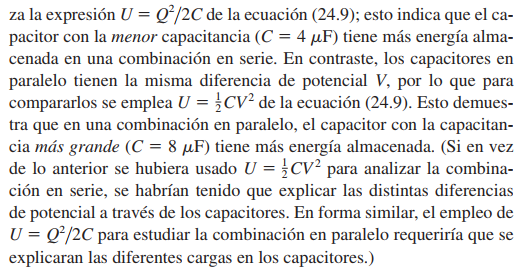 za la expresión U = Q²/2C de la ecuación (24.9); esto indica que el ca-
pacitor con la menor capacitancia (C = 4 μF) tiene más energía alma-
cenada en una combinación en serie. En contraste, los capacitores en
paralelo tienen la misma diferencia de potencial V, por lo que para
compararlos se emplea U = ½CV² de la ecuación (24.9). Esto demues-
tra que en una combinación en paralelo, el capacitor con la capacitan-
cia más grande (C = 8 μF) tiene más energía almacenada. (Si en vez
de lo anterior se hubiera usado U = ½CV² para analizar la combina-
ción en serie, se habrían tenido que explicar las distintas diferencias
de potencial a través de los capacitores. En forma similar, el empleo de
U = Q²/2C para estudiar la combinación en paralelo requeriría que se
explicaran las diferentes cargas en los capacitores.)